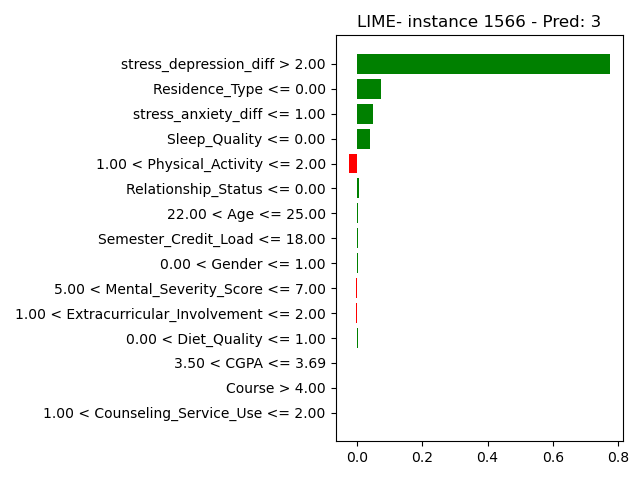 LIME- instance 1566 - Pred: 3
stress_depression_diff > 2.00
Residence_Type <= 0.00
stress_anxiety_diff <= 1.00
Sleep_Quality <= 0.00
1.00 < Physical_Activity <= 2.00
Relationship_Status <= 0.00
22.00 < Age <= 25.00
Semester_Credit_Load <= 18.00
0.00 < Gender <= 1.00
5.00 < Mental_Severity_Score <= 7.00
1.00 < Extracurricular_Involvement <= 2.00
0.00 < Diet_Quality <= 1.00
3.50 < CGPA <= 3.69
Course > 4.00
1.00 < Counseling_Service_Use <= 2.00
0.0 0.2 0.4 0.6 0.8